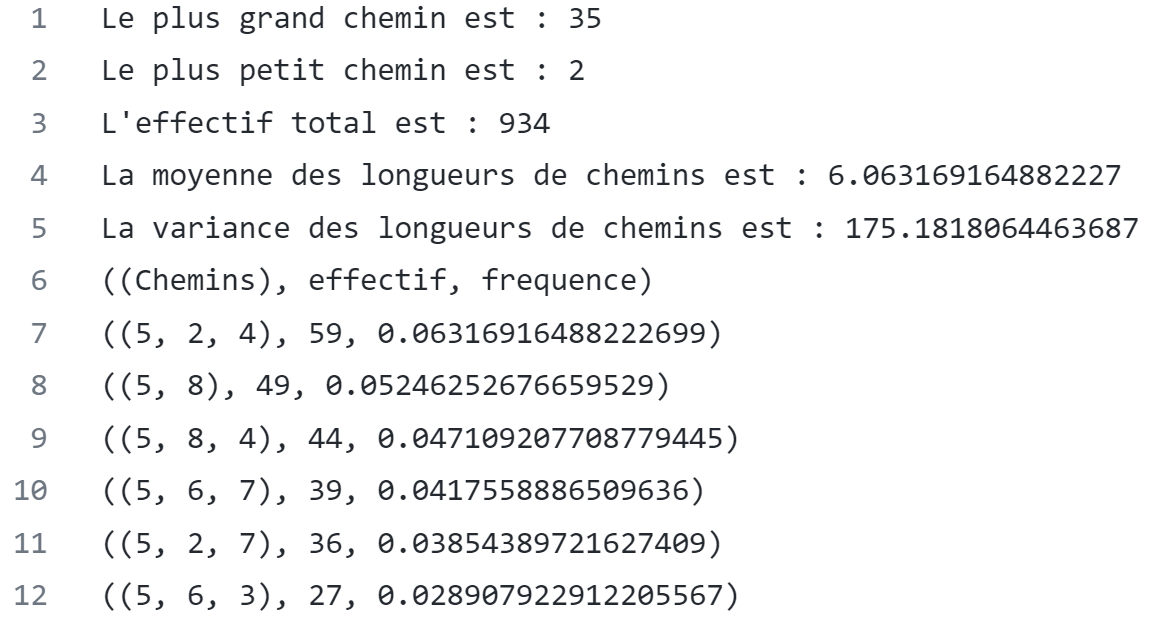 1 Le plus grand chemin est : 35
2 Le plus petit chemin est : 2
3 L'effectif total est : 934
4 La moyenne des longueurs de chemins est : 6.063169164882227
5 La variance des longueurs de chemins est : 175.1818064463687
6 ((Chemins), effectif, frequence)
7 ((5, 2, 4), 59, 0.06316916488222699)
8 ((5, 8), 49, 0.05246252676659529)
9 ((5, 8, 4), 44, 0.047109207708779445)
10 ((5, 6, 7), 39, 0.0417558886509636)
11 ((5, 2, 7), 36, 0.03854389721627409)
12 ((5, 6, 3), 27, 0.028907922912205567)